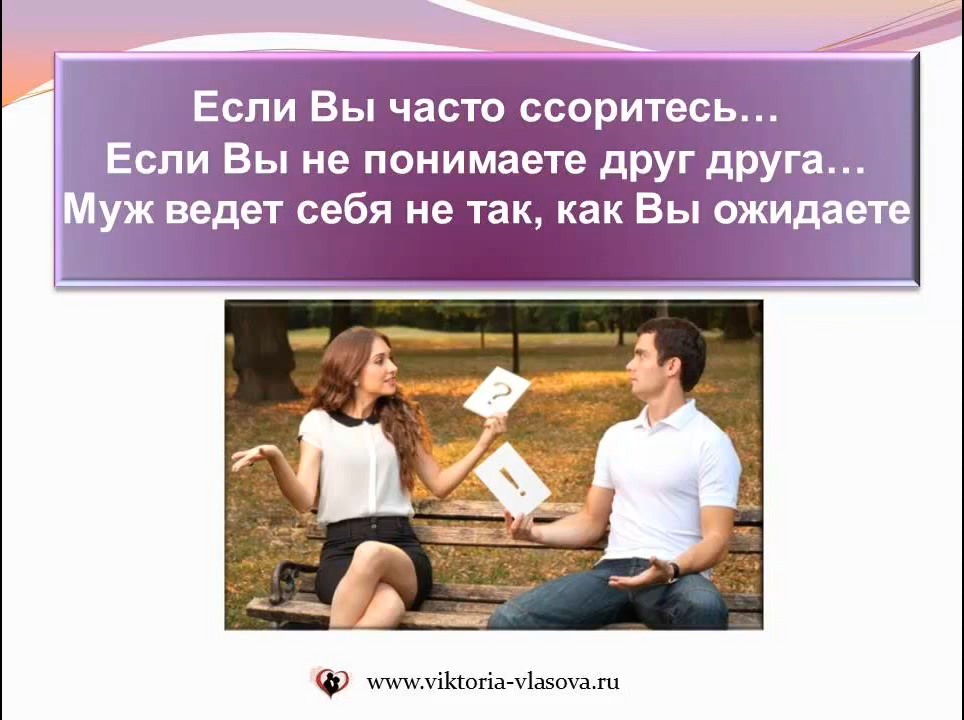 Если Вы часто ссоритесь…
Если Вы не понимаете друг друга…
Муж ведет себя не так, как Вы ожидаете
?
!
www.viktoria-vlasova.ru